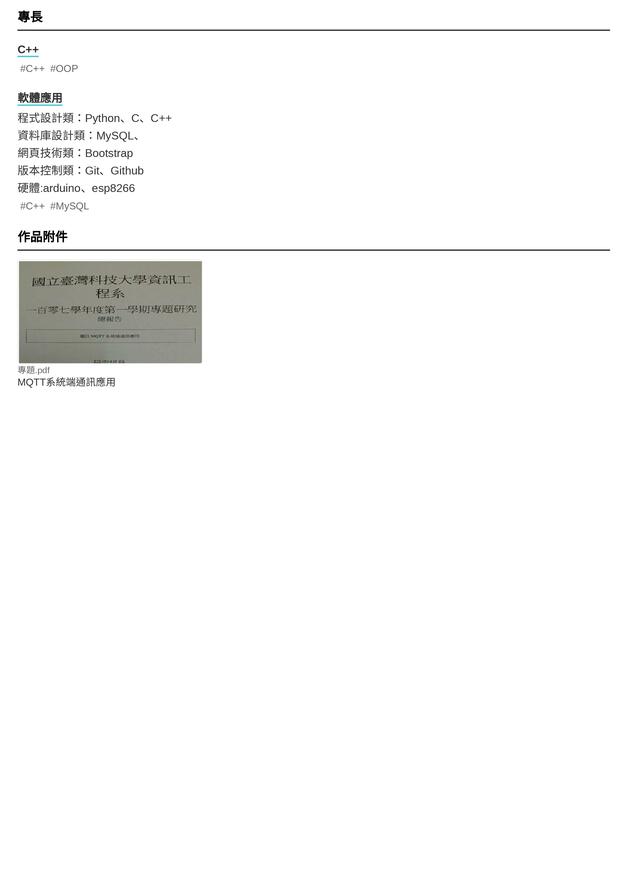 專長
C++
#C++ #OOP
軟體應用
程式設計類：Python、C、C++
資料庫設計類：MySQL、
網頁技術類：Bootstrap
版本控制類：Git、Github
硬體:arduino、esp8266
#C++ #MySQL
作品附件
國立臺灣科技大學資訊工
程系
一百零七學年度第一學期專題研究
總報告
專題.pdf
MQTT系統端通訊應用